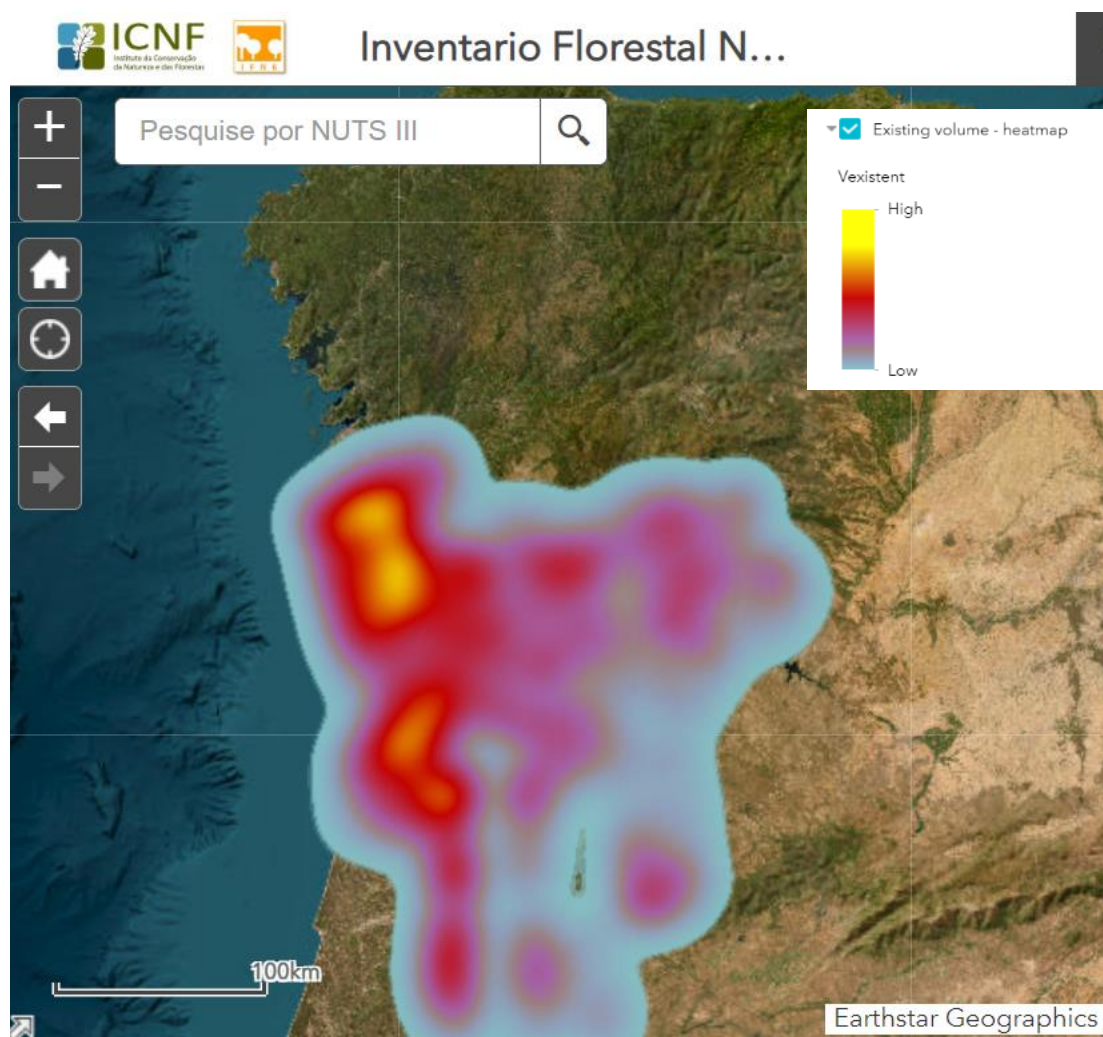 ICNF
Instituto da Conservação
da Natureza e das Florestas
I F N 6
Inventario Florestal N...
+
Pesquise por NUTS III
−
Existing volume - heatmap
Vexistent
High
Low
100km
Earthstar Geographics